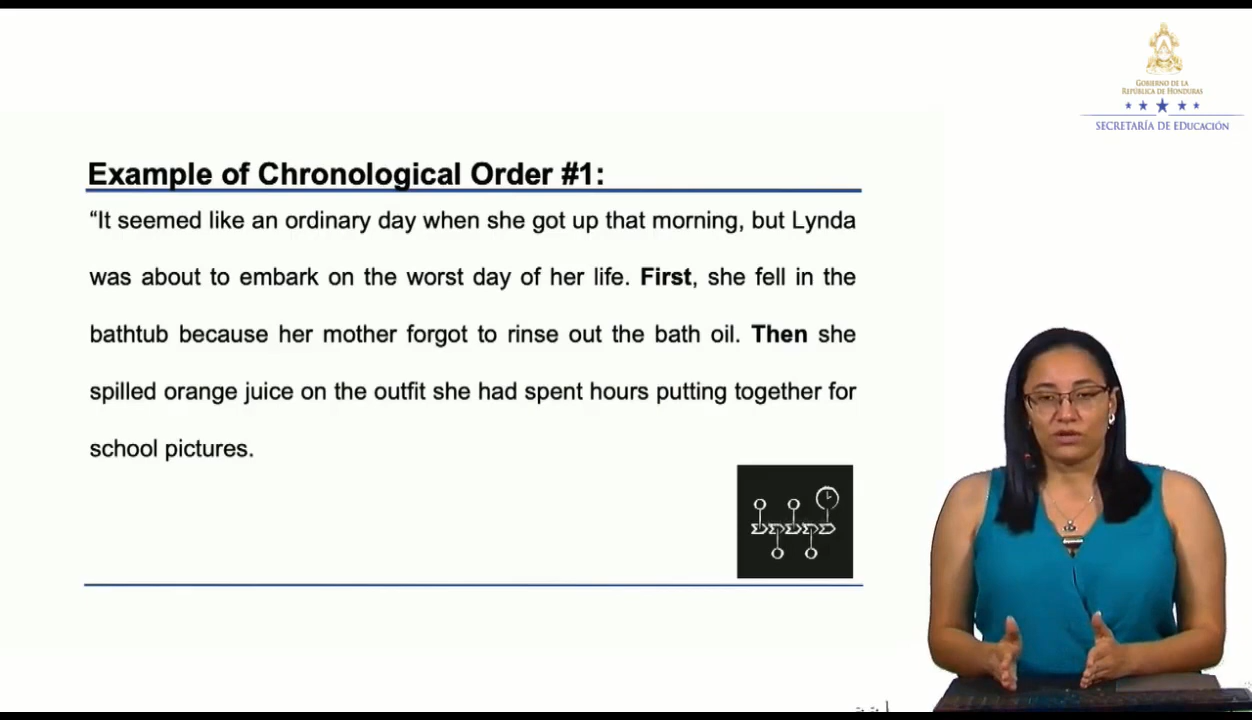 GOBIERNO DE LA
REPÚBLICA DE HONDURAS
SECRETARÍA DE EDUCACIÓN
Example of Chronological Order #1:
“It seemed like an ordinary day when she got up that morning, but Lynda
was about to embark on the worst day of her life. First, she fell in the
bathtub because her mother forgot to rinse out the bath oil. Then she
spilled orange juice on the outfit she had spent hours putting together for
school pictures.